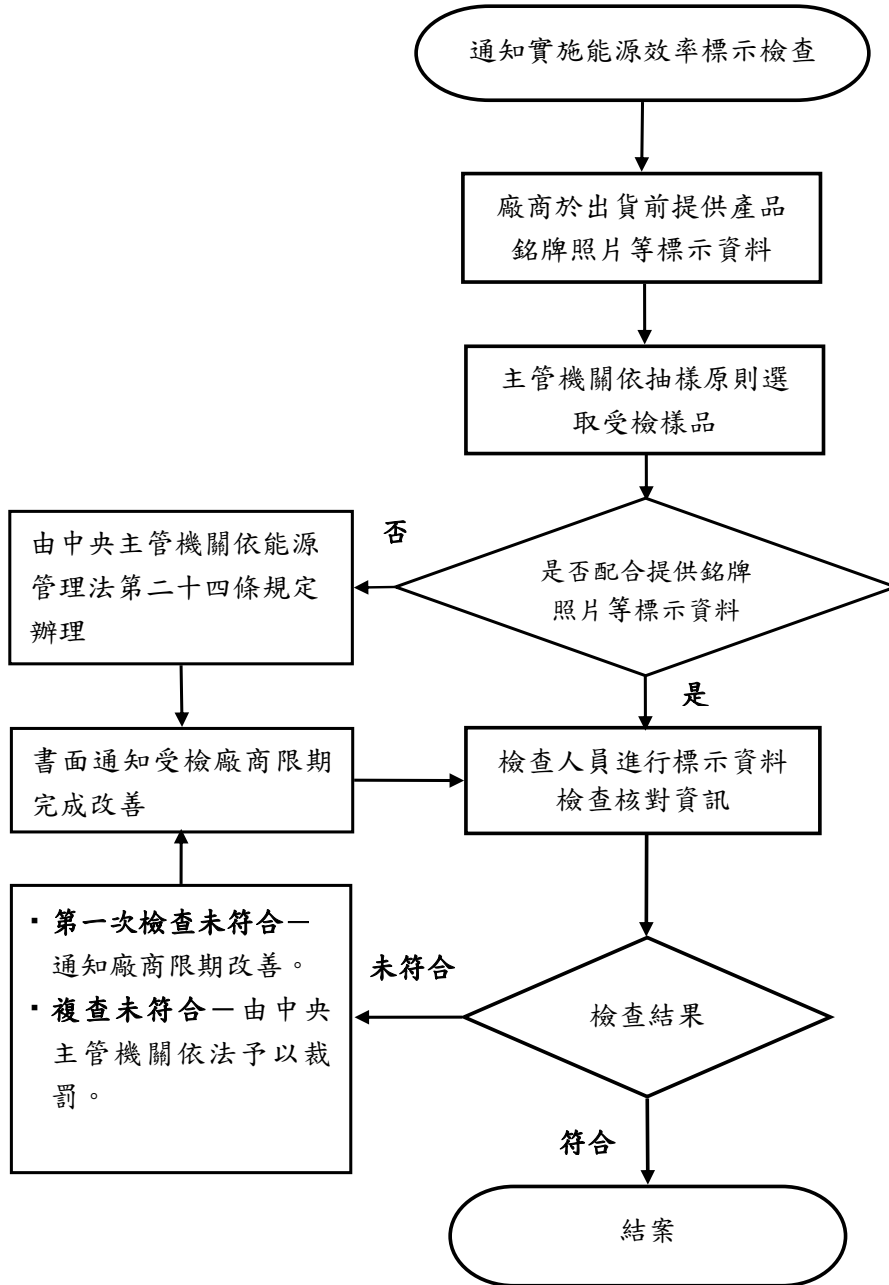 通知實施能源效率標示檢查
廠商於出貨前提供產品
銘牌照片等標示資料
主管機關依抽樣原則選
取受檢樣品
否
由中央主管機關依能源
管理法第二十四條規定
辦理
是否配合提供銘牌
照片等標示資料
是
書面通知受檢廠商限期
完成改善
檢查人員進行標示資料
檢查核對資訊
▪ 第一次檢查未符合－
通知廠商限期改善。
▪ 複查未符合－由中央
主管機關依法予以裁
罰。
未符合
檢查結果
符合
結案